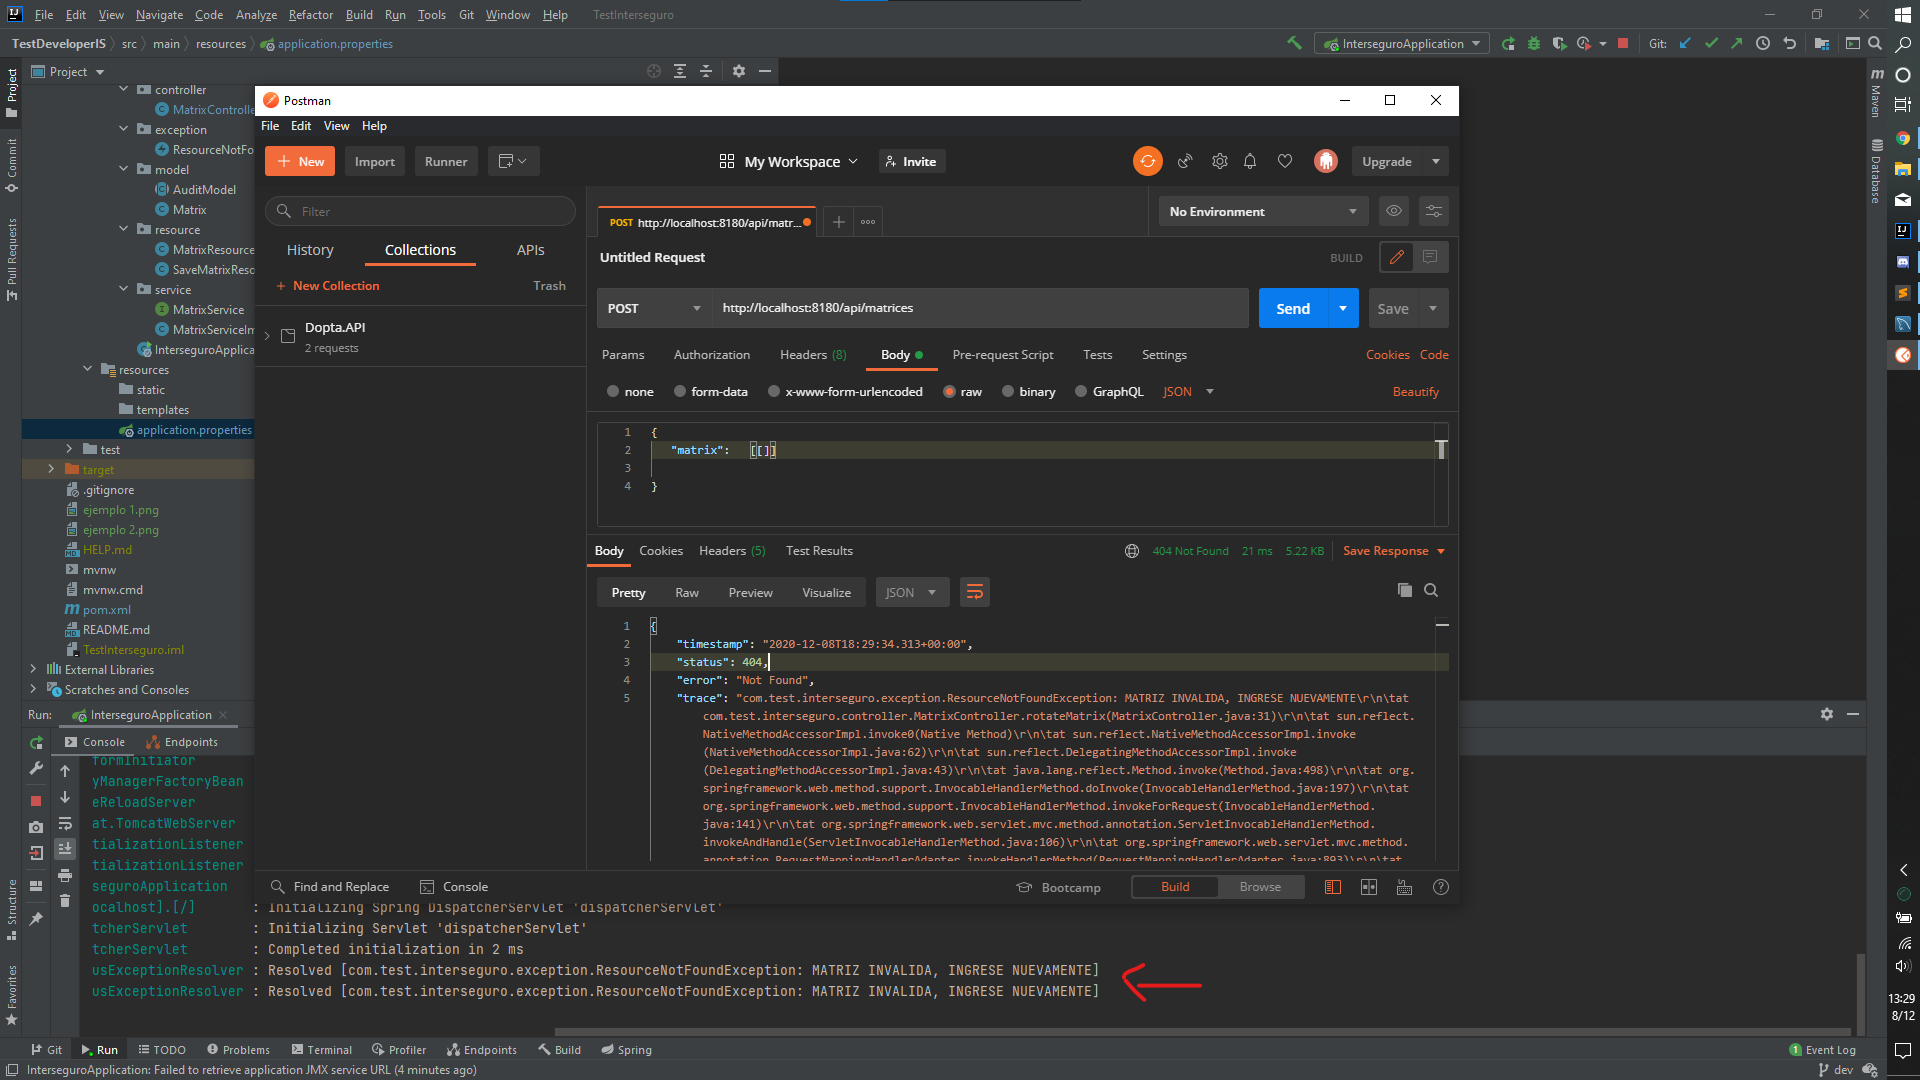 File Edit View Navigate Code Analyze Refactor Build Run Tools Git Window Help TestInterseguro
TestDeveloperIS src main resources application.properties
InterseguroApplication Git:
Project
controller
MatrixControlle
exception
ResourceNotFo
model
AuditModel
Matrix
resource
MatrixResource
SaveMatrixReso
service
MatrixService
MatrixServiceIm
InterseguroApplica
resources
static
templates
application.properties
test
target
.gitignore
ejemplo 1.png
ejemplo 2.png
HELP.md
mvnw
mvnw.cmd
pom.xml
README.md
TestInterseguro.iml
External Libraries
Scratches and Consoles
Project
Commit
Pull Requests
Structure
Favorites
Maven
Database
Postman
File Edit View Help
New Import Runner My Workspace Invite Upgrade
Filter
History Collections APIs
New Collection Trash
Dopta.API
2 requests
POST http://localhost:8180/api/matr...
No Environment
Untitled Request BUILD
POST http://localhost:8180/api/matrices Send Save
Params Authorization Headers (8) Body Pre-request Script Tests Settings Cookies Code
none form-data x-www-form-urlencoded raw binary GraphQL JSON Beautify
1 {
2 "matrix": [[]]
3
4 }
Body Cookies Headers (5) Test Results 404 Not Found 21 ms 5.22 KB Save Response
Pretty Raw Preview Visualize JSON
1 {
2 "timestamp": "2020-12-08T18:29:34.313+00:00",
3 "status": 404,
4 "error": "Not Found",
5 "trace": "com.test.interseguro.exception.ResourceNotFoundException: MATRIZ INVALIDA, INGRESE NUEVAMENTE\r\n\tat
com.test.interseguro.controller.MatrixController.rotateMatrix(MatrixController.java:31)\r\n\tat sun.reflect.
NativeMethodAccessorImpl.invoke0(Native Method)\r\n\tat sun.reflect.NativeMethodAccessorImpl.invoke
(NativeMethodAccessorImpl.java:62)\r\n\tat sun.reflect.DelegatingMethodAccessorImpl.invoke
(DelegatingMethodAccessorImpl.java:43)\r\n\tat java.lang.reflect.Method.invoke(Method.java:498)\r\n\tat org.
springframework.web.method.support.InvocableHandlerMethod.doInvoke(InvocableHandlerMethod.java:197)\r\n\tat
org.springframework.web.method.support.InvocableHandlerMethod.invokeForRequest(InvocableHandlerMethod.
java:141)\r\n\tat org.springframework.web.servlet.mvc.method.annotation.ServletInvocableHandlerMethod.
invokeAndHandle(ServletInvocableHandlerMethod.java:106)\r\n\tat org.springframework.web.servlet.mvc.method.
annotation.RequestMappingHandlerAdapter.invokeHandlerMethod(RequestMappingHandlerAdapter.java:893)\r\n\tat
Find and Replace Console Bootcamp Build Browse
Run: InterseguroApplication
Console Endpoints
formInitiator
yManagerFactoryBean
eReloadServer
at.TomcatWebServer
tializationListener
tializationListener
seguroApplication
ocalhost].[/] : Initializing Spring DispatcherServlet 'dispatcherServlet'
tcherServlet : Initializing Servlet 'dispatcherServlet'
tcherServlet : Completed initialization in 2 ms
usExceptionResolver : Resolved [com.test.interseguro.exception.ResourceNotFoundException: MATRIZ INVALIDA, INGRESE NUEVAMENTE]
usExceptionResolver : Resolved [com.test.interseguro.exception.ResourceNotFoundException: MATRIZ INVALIDA, INGRESE NUEVAMENTE]
Git Run TODO Problems Terminal Profiler Endpoints Build Spring 1 Event Log
InterseguroApplication: Failed to retrieve application JMX service URL (4 minutes ago) dev
13:29
8/12